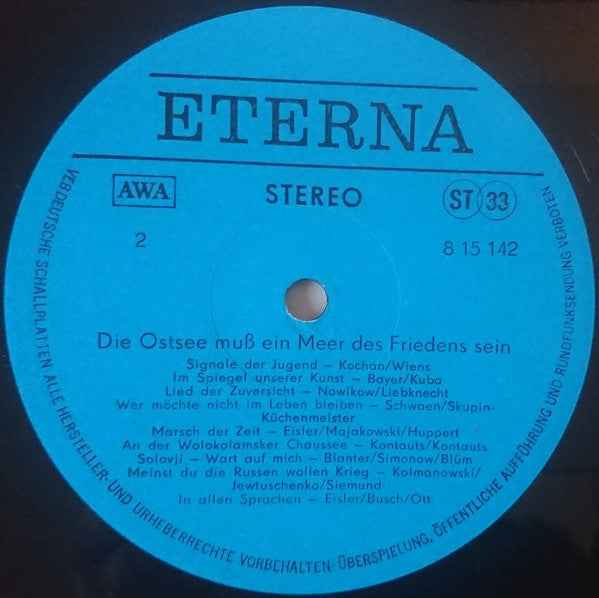 ETERNA
AWA
STEREO
ST 33
2
8 15 142
Die Ostsee muß ein Meer des Friedens sein
Signale der Jugend – Kochan/Wiens
Im Spiegel unserer Kunst – Bayer/Kuba
Lied der Zuversicht – Nowikow/Liebknecht
Wer möchte nicht im Leben bleiben – Schwaen/Skupin-
Küchenmeister
Marsch der Zeit – Eisler/Majakowski/Huppert
An der Wolokolamsker Chaussee – Kontauts/Kontauts
Solovji – Wart auf mich – Blanter/Simonow/Blüm
Meinst du die Russen wollen Krieg – Kolmanowski/
Jewtuschenko/Siemund
In allen Sprachen – Eisler/Busch/Ott
VEB DEUTSCHE SCHALLPLATTEN · ALLE HERSTELLER- UND URHEBERRECHTE VORBEHALTEN · ÜBERSPIELUNG, ÖFFENTLICHE AUFFÜHRUNG UND RUNDFUNKSENDUNG VERBOTEN